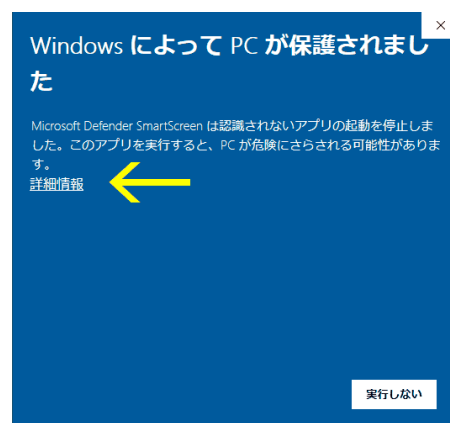 Windows によって PC が保護されまし
た
Microsoft Defender SmartScreen は認識されないアプリの起動を停止しま
した。このアプリを実行すると、PC が危険にさらされる可能性がありま
す。
詳細情報
実行しない